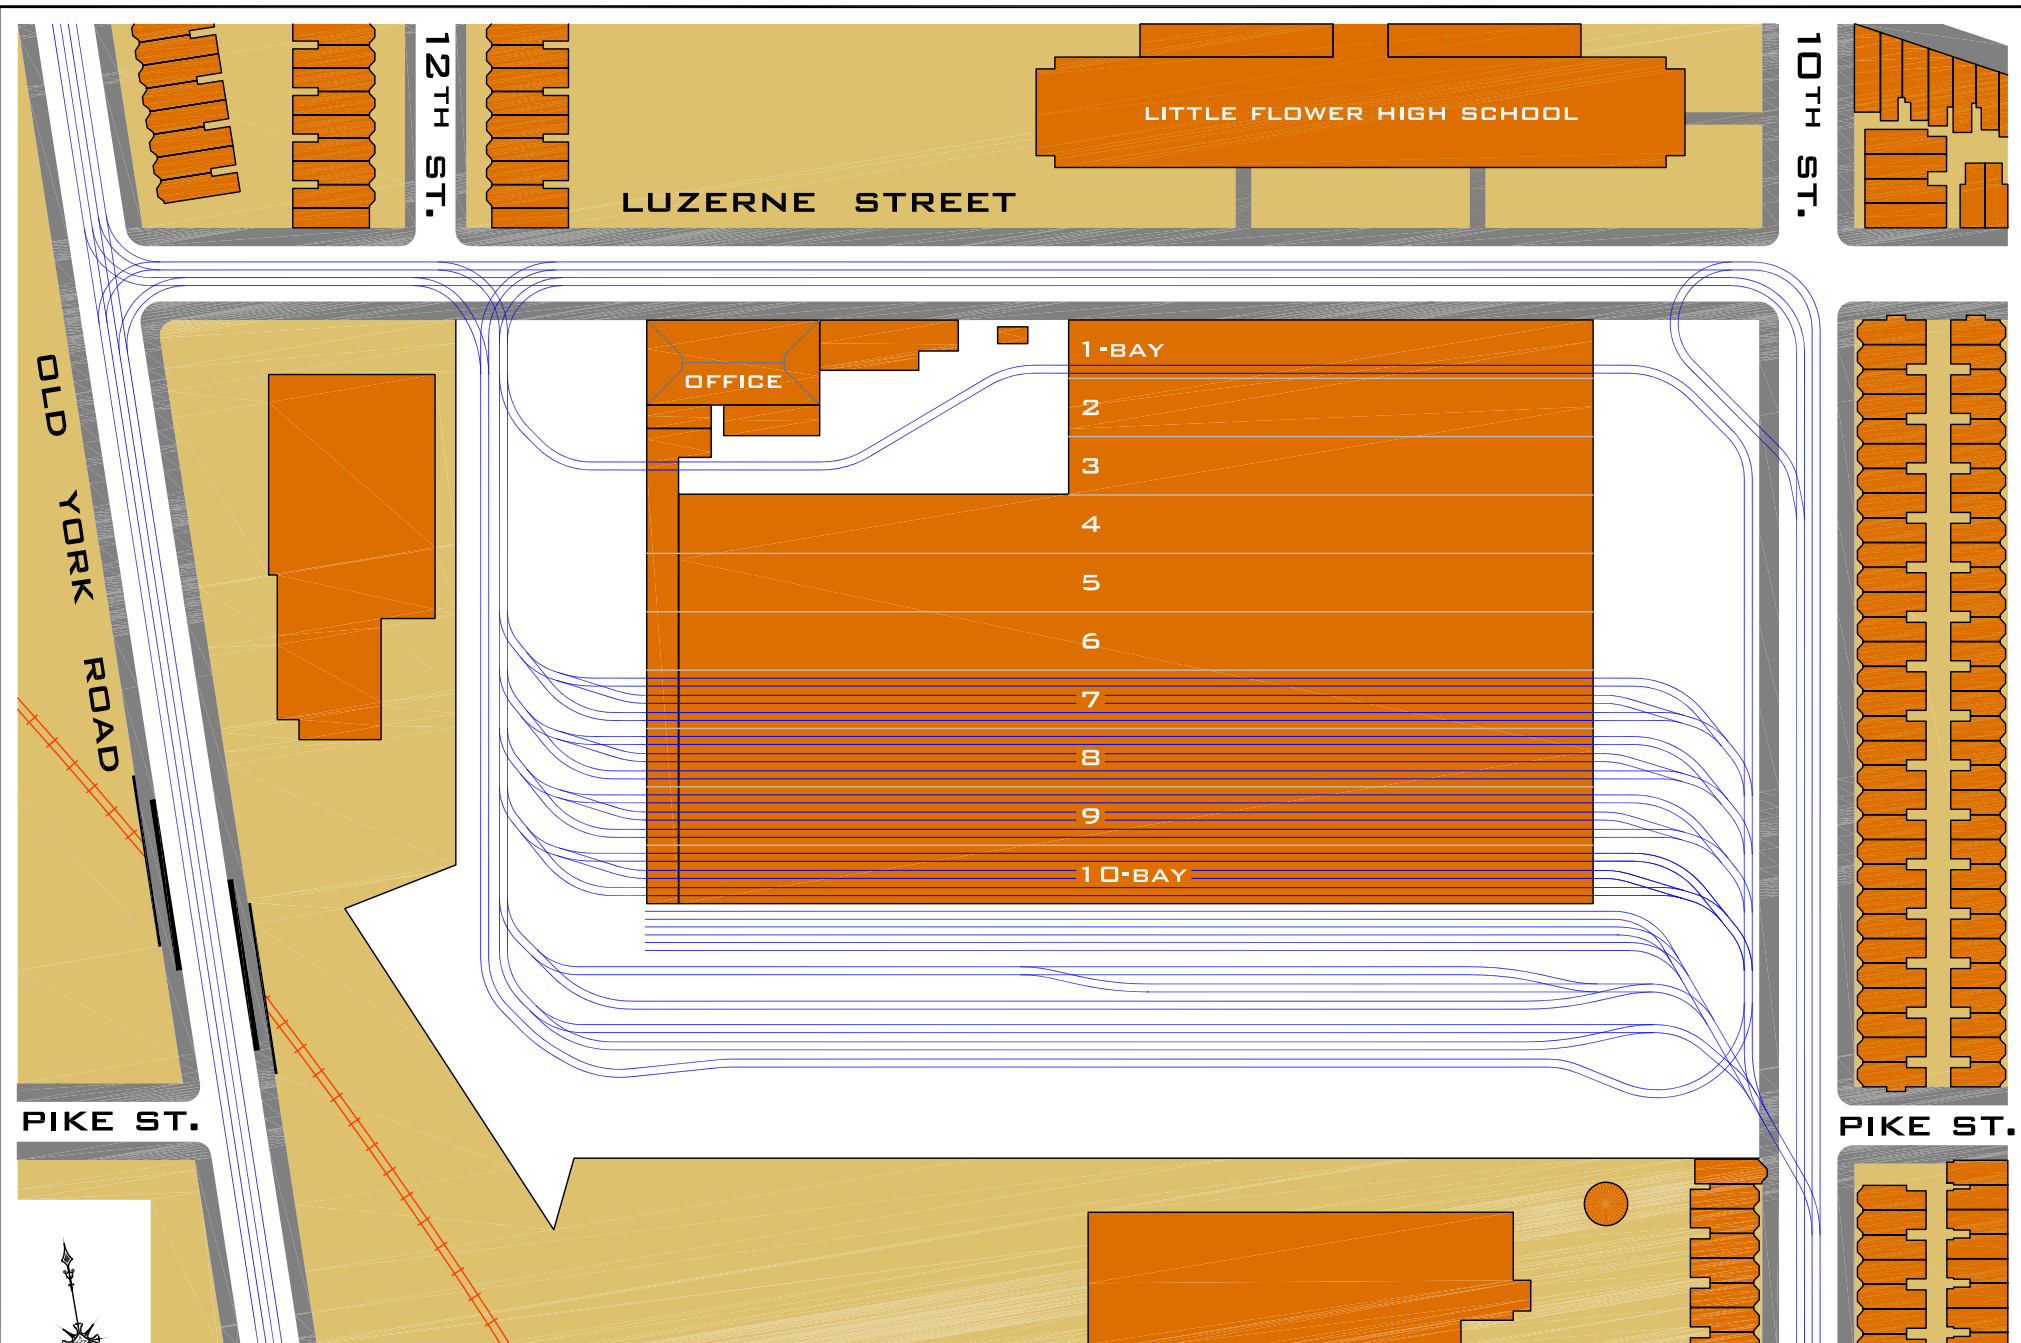 12TH ST.
10TH ST.
LITTLE FLOWER HIGH SCHOOL
LUZERNE STREET
OLD YORK ROAD
OFFICE
1-BAY
2
3
4
5
6
7
8
9
10-BAY
PIKE ST.
PIKE ST.